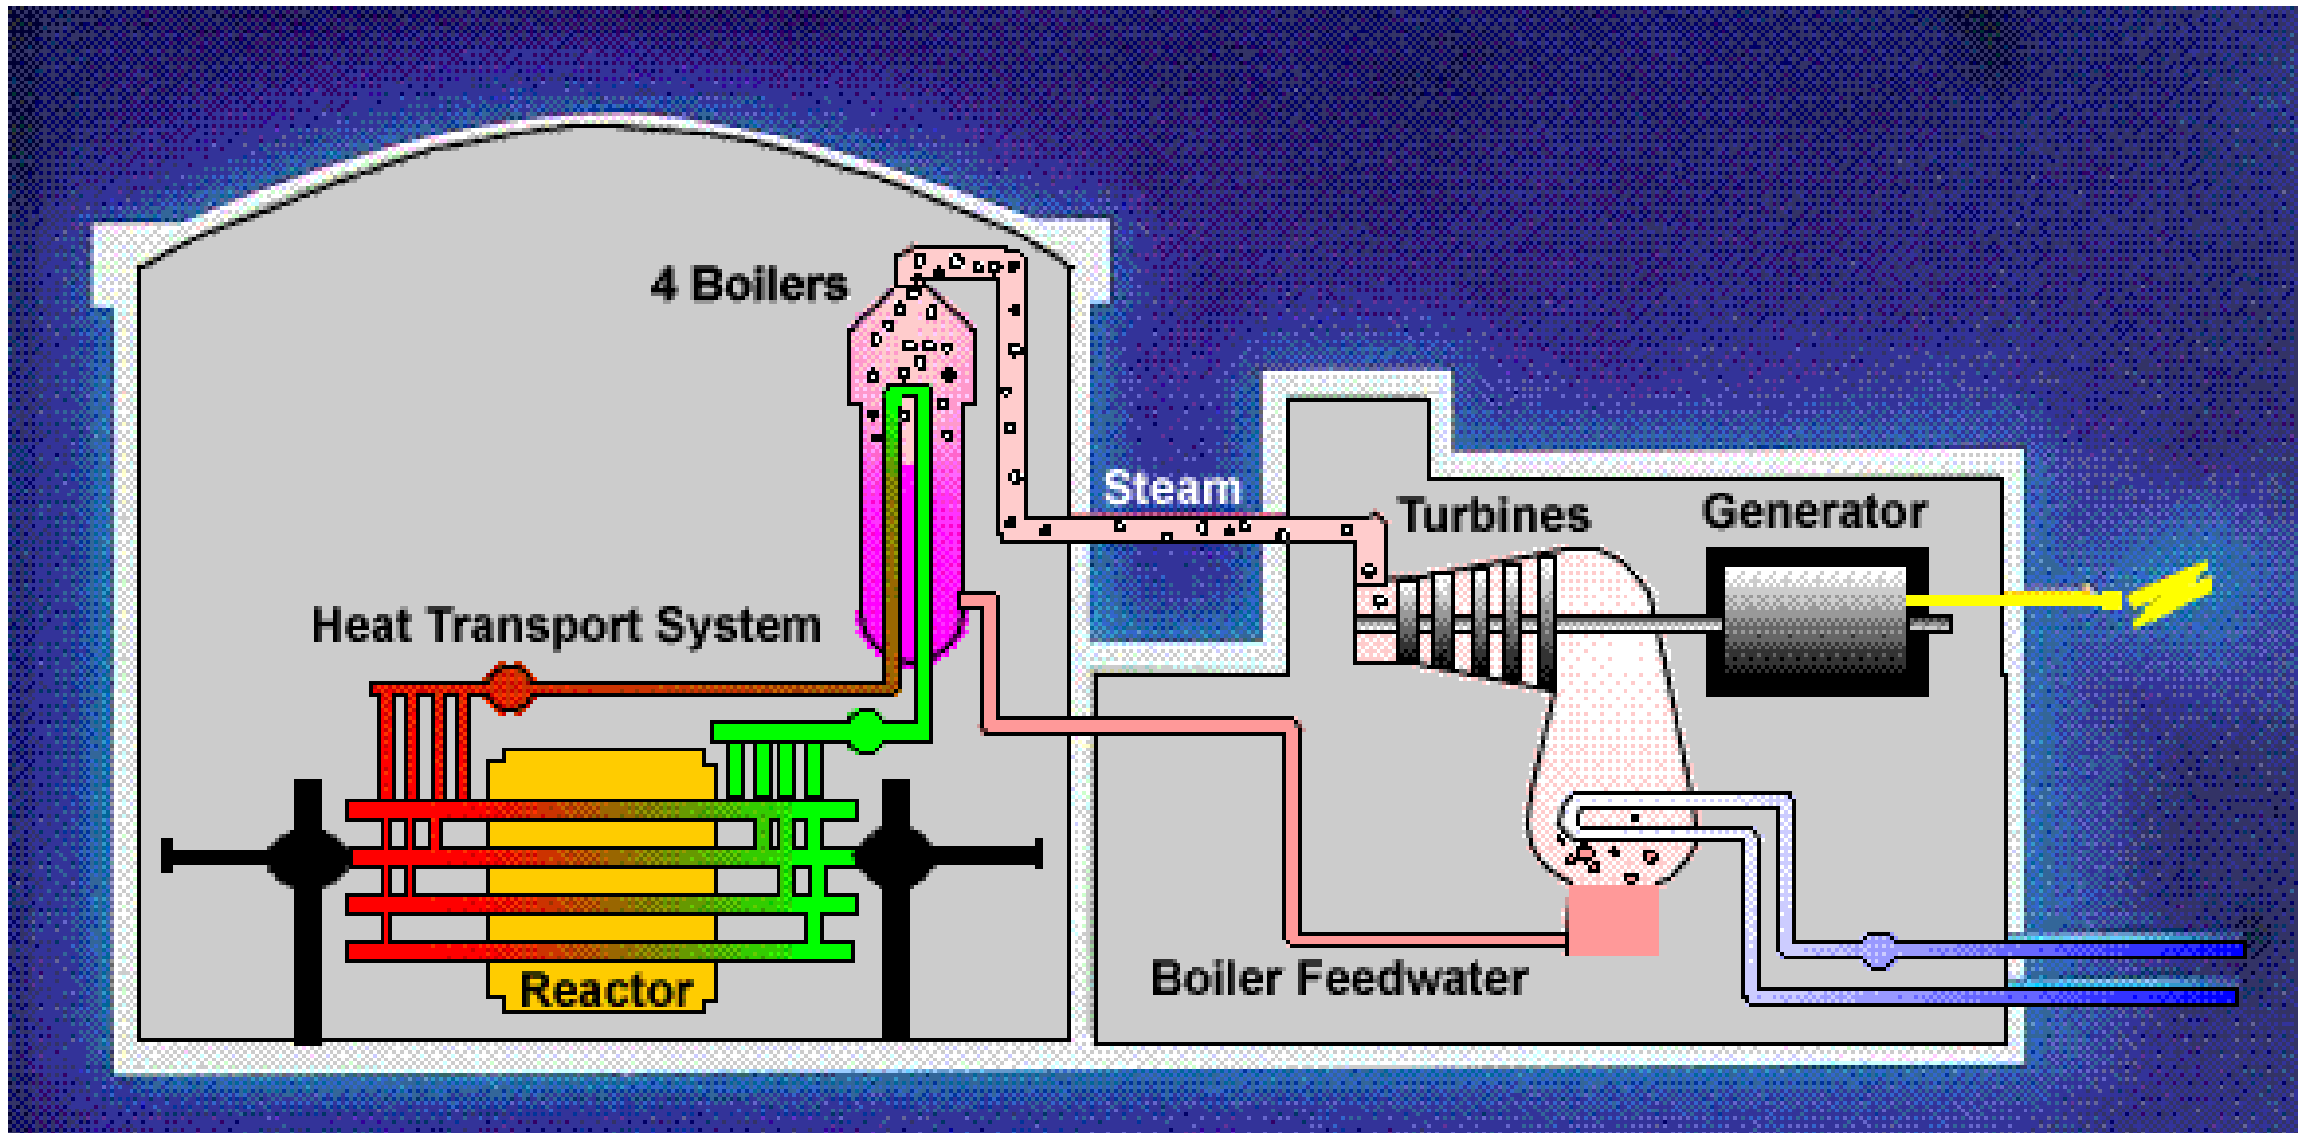 4 Boilers
Steam
Turbines
Generator
Heat Transport System
Boiler Feedwater
Reactor